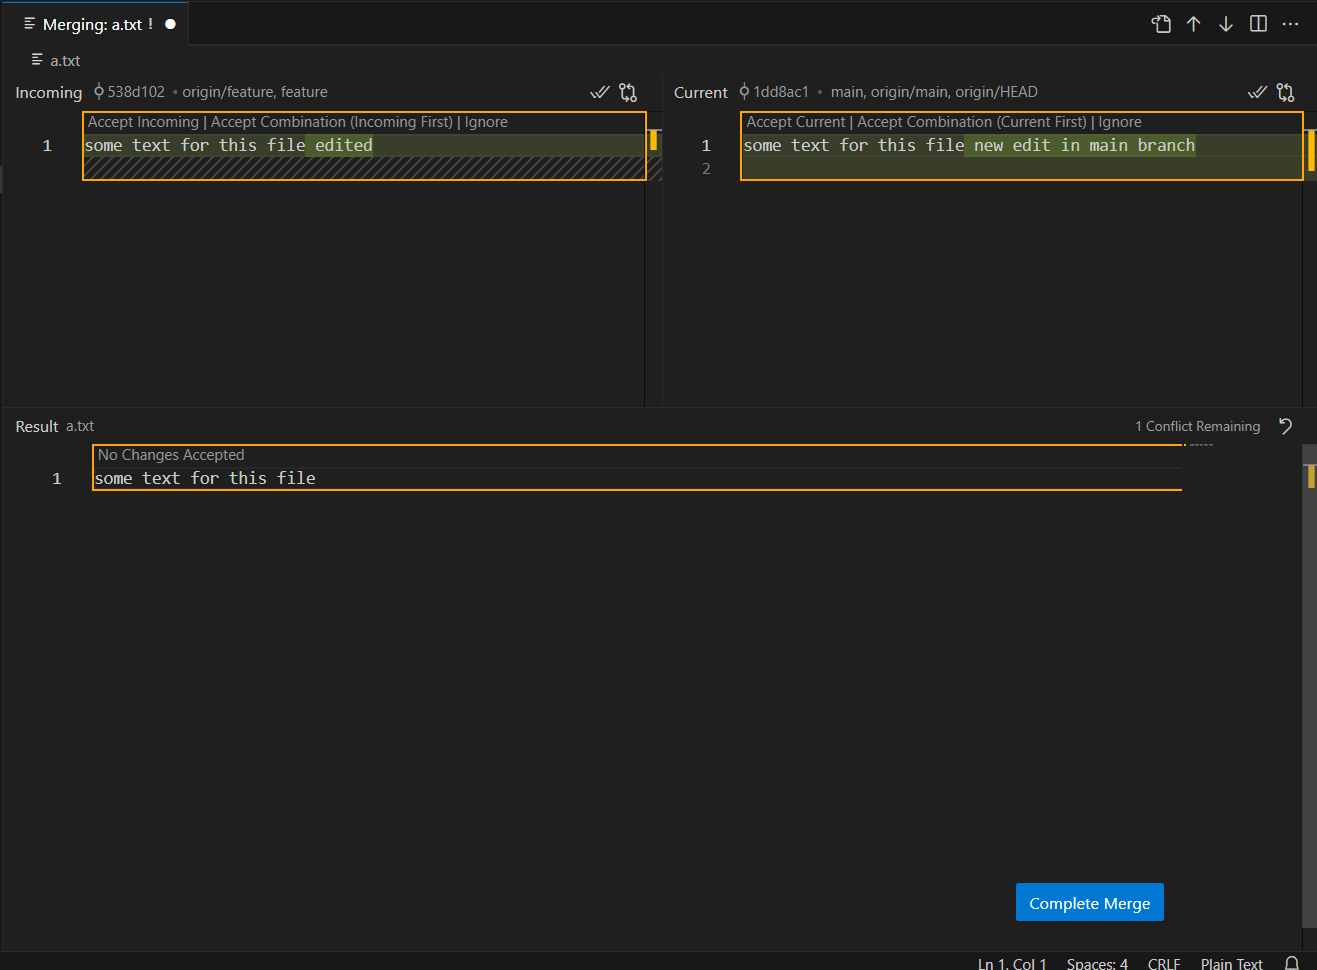 Merging: a.txt !
a.txt
Incoming 538d102 • origin/feature, feature
Accept Incoming | Accept Combination (Incoming First) | Ignore
1 some text for this file edited
Current 1dd8ac1 • main, origin/main, origin/HEAD
Accept Current | Accept Combination (Current First) | Ignore
1 some text for this file new edit in main branch
2
Result a.txt 1 Conflict Remaining
No Changes Accepted
1 some text for this file
Complete Merge
Ln 1, Col 1 Spaces: 4 CRLF Plain Text